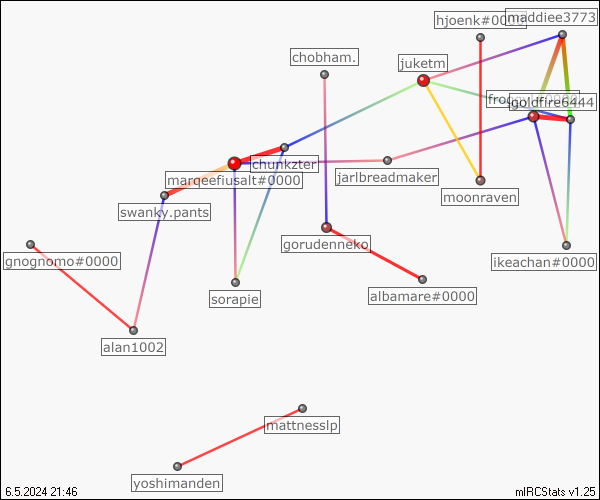 hjoenk#0000
maddiee3773
chobham.
juketm
goldfire6444
chunkzter
marqeefiusalt#0000
jarlbreadmaker
moonraven
swanky.pants
gorudenneko
gnognomo#0000
ikeachan#0000
sorapie
albamare#0000
alan1002
mattnesslp
yoshimanden
6.5.2024 21:46
mIRCStats v1.25